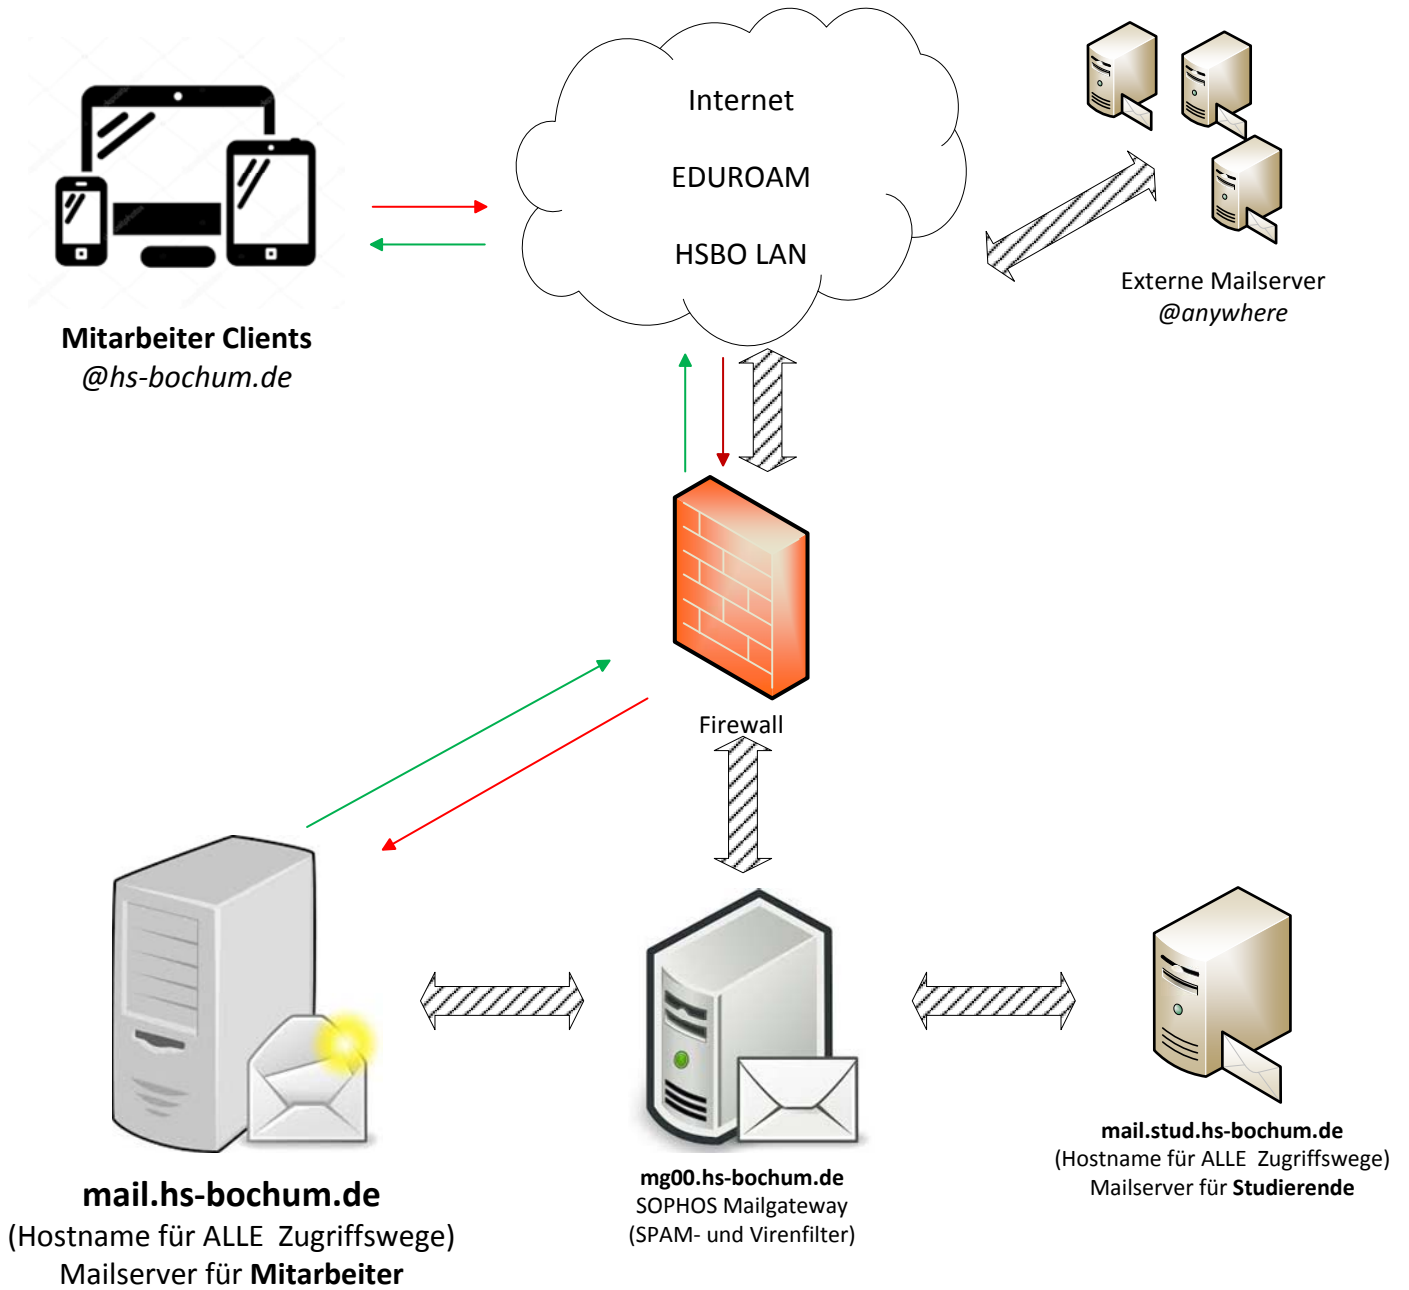 Internet
EDUROAM
HSBO LAN
Externe Mailserver
@anywhere
Mitarbeiter Clients
@hs-bochum.de
Firewall
mail.hs-bochum.de
(Hostname für ALLE  Zugriffswege)
Mailserver für Mitarbeiter
mg00.hs-bochum.de
SOPHOS Mailgateway
(SPAM- und Virenfilter)
mail.stud.hs-bochum.de
(Hostname für ALLE  Zugriffswege)
Mailserver für Studierende